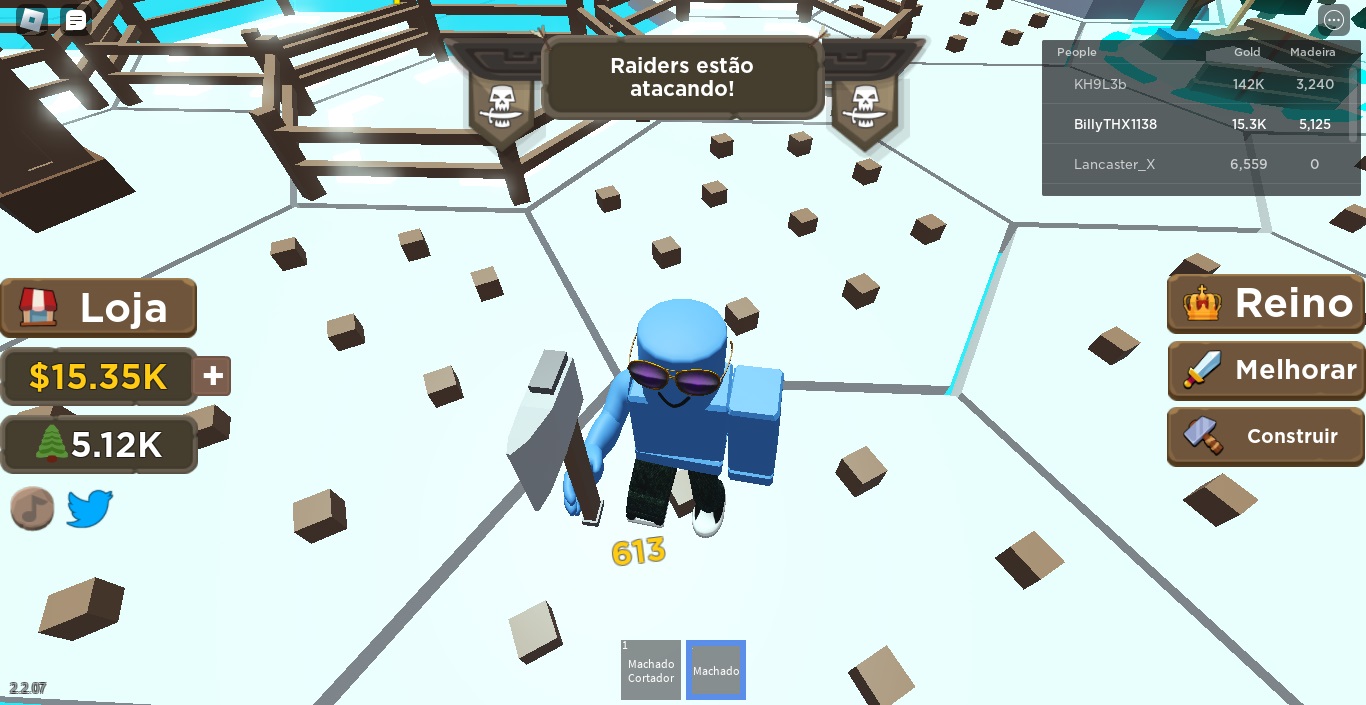 Raiders estão
atacando!
People Gold Madeira
KH9L3b 142K 3,240
BillyTHX1138 15.3K 5,125
Lancaster_X 6,559 0
Loja
$15.35K +
5.12K
Reino
Melhorar
Construir
613
1
Machado
Cortador
Machado
2.2.07